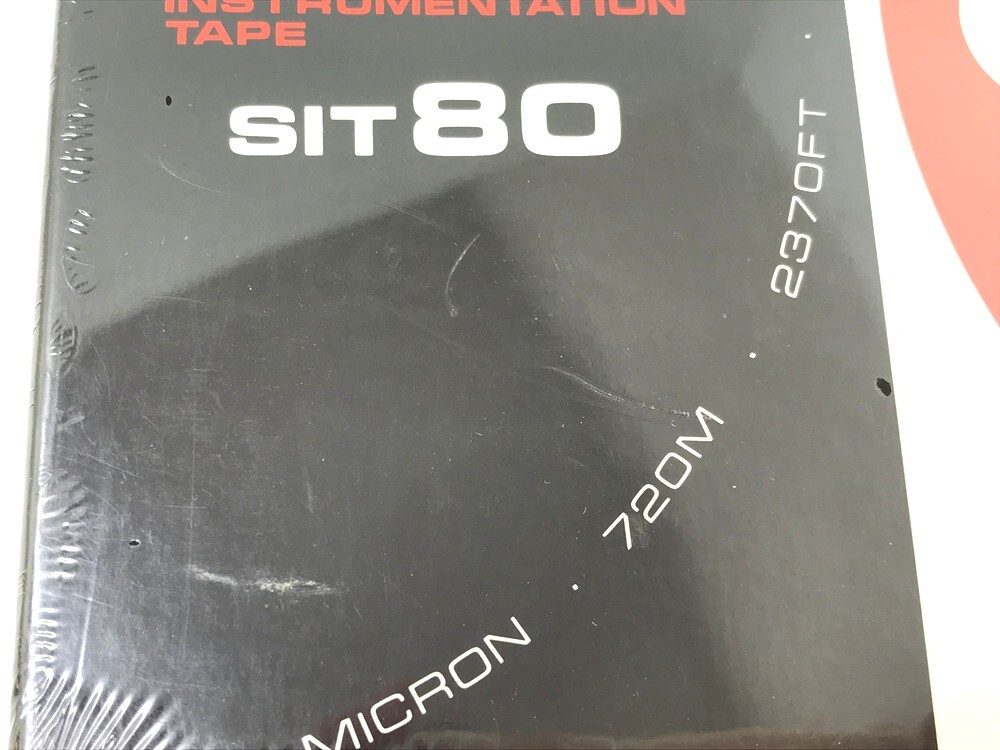 INSTRUMENTATION
TAPE
SIT 80
2370FT
720M
MICRON